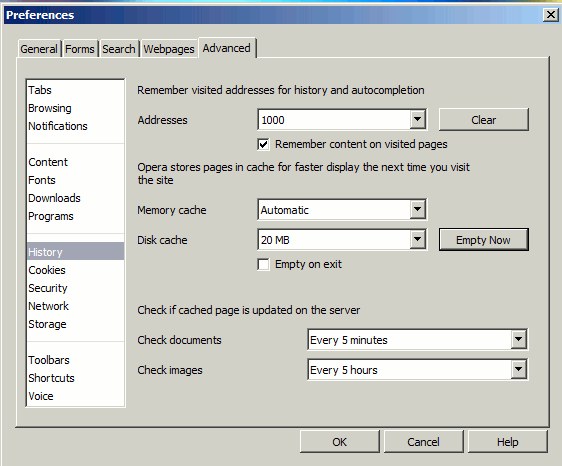 Preferences
General Forms Search Webpages Advanced
Tabs
Browsing
Notifications
Content
Fonts
Downloads
Programs
History
Cookies
Security
Network
Storage
Toolbars
Shortcuts
Voice
Remember visited addresses for history and autocompletion
Addresses 1000 Clear
Remember content on visited pages
Opera stores pages in cache for faster display the next time you visit
the site
Memory cache Automatic
Disk cache 20 MB Empty Now
Empty on exit
Check if cached page is updated on the server
Check documents Every 5 minutes
Check images Every 5 hours
OK Cancel Help